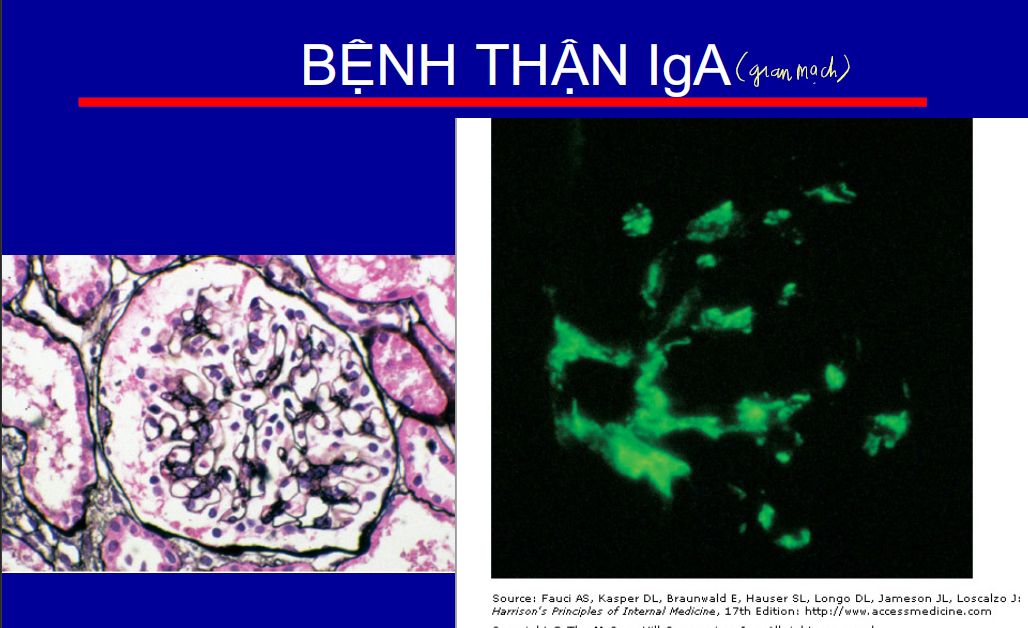 BỆNH THẬN IgA (gian mạch)
Source: Fauci AS, Kasper DL, Braunwald E, Hauser SL, Longo DL, Jameson JL, Loscalzo J:
Harrison's Principles of Internal Medicine, 17th Edition: http://www.accessmedicine.com